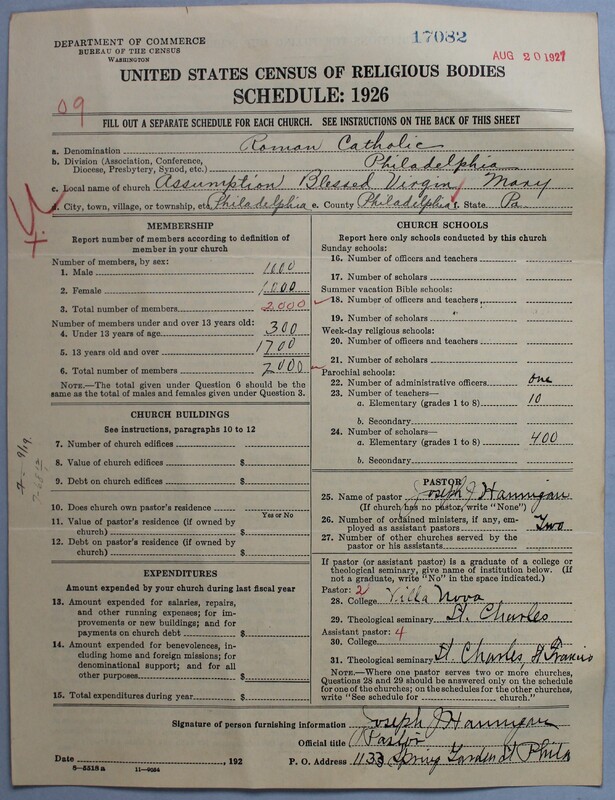 17082
AUG 20 1927
DEPARTMENT OF COMMERCE
BUREAU OF THE CENSUS
WASHINGTON
UNITED STATES CENSUS OF RELIGIOUS BODIES
SCHEDULE: 1926
09
FILL OUT A SEPARATE SCHEDULE FOR EACH CHURCH. SEE INSTRUCTIONS ON THE BACK OF THIS SHEET
a. Denomination Roman Catholic
b. Division (Association, Conference,
Diocese, Presbytery, Synod, etc.) Philadelphia
c. Local name of church Assumption Blessed Virgin Mary
d. City, town, village, or township, etc. Philadelphia e. County Philadelphia f. State Pa.
MEMBERSHIP
Report number of members according to definition of
member in your church
Number of members, by sex:
1. Male 1000
2. Female 1000
3. Total number of members 2000
Number of members under and over 13 years old:
4. Under 13 years of age 300
5. 13 years old and over 1700
6. Total number of members 2000
NOTE.—The total given under Question 6 should be the
same as the total of males and females given under Question 3.
CHURCH BUILDINGS
See instructions, paragraphs 10 to 12
7. Number of church edifices
8. Value of church edifices $
9. Debt on church edifices $
10. Does church own pastor's residence
Yes or No
11. Value of pastor's residence (if owned by
church) $
12. Debt on pastor's residence (if owned by
church) $
EXPENDITURES
Amount expended by your church during last fiscal year
13. Amount expended for salaries, repairs,
and other running expenses; for im-
provements or new buildings; and for
payments on church debt $
14. Amount expended for benevolences, in-
cluding home and foreign missions; for
denominational support; and for all
other purposes $
15. Total expenditures during year $
CHURCH SCHOOLS
Report here only schools conducted by this church
Sunday schools:
16. Number of officers and teachers
17. Number of scholars
Summer vacation Bible schools:
18. Number of officers and teachers
19. Number of scholars
Week-day religious schools:
20. Number of officers and teachers
21. Number of scholars
Parochial schools:
22. Number of administrative officers one
23. Number of teachers—
a. Elementary (grades 1 to 8) 10
b. Secondary
24. Number of scholars—
a. Elementary (grades 1 to 8) 400
b. Secondary
PASTOR
25. Name of pastor Joseph J Hannigan
(If church has no pastor, write "None")
26. Number of ordained ministers, if any, em-
ployed as assistant pastors Two
27. Number of other churches served by the
pastor or his assistants
If pastor (or assistant pastor) is a graduate of a college or
theological seminary, give name of institution below. (If
not a graduate, write "No" in the space indicated.)
Pastor: 2
28. College Villa Nova
29. Theological seminary St. Charles
Assistant pastor: 4
30. College
31. Theological seminary St. Charles, St Francis
NOTE.—Where one pastor serves two or more churches,
Questions 28 and 29 should be answered only on the schedule
for one of the churches; on the schedules for the other churches,
write "See schedule for church."
Signature of person furnishing information Joseph J Hannigan
Official title Pastor
Date , 192 P. O. Address 1133 Spring Garden St Phila
8—5518a 11—9064